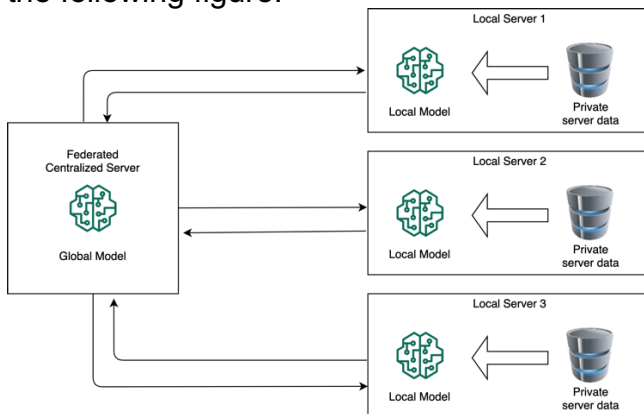 the following figure.
Local Server 1
Local Model
Private
server data
Federated
Centralized Server
Global Model
Local Server 2
Local Model
Private
server data
Local Server 3
Local Model
Private
server data